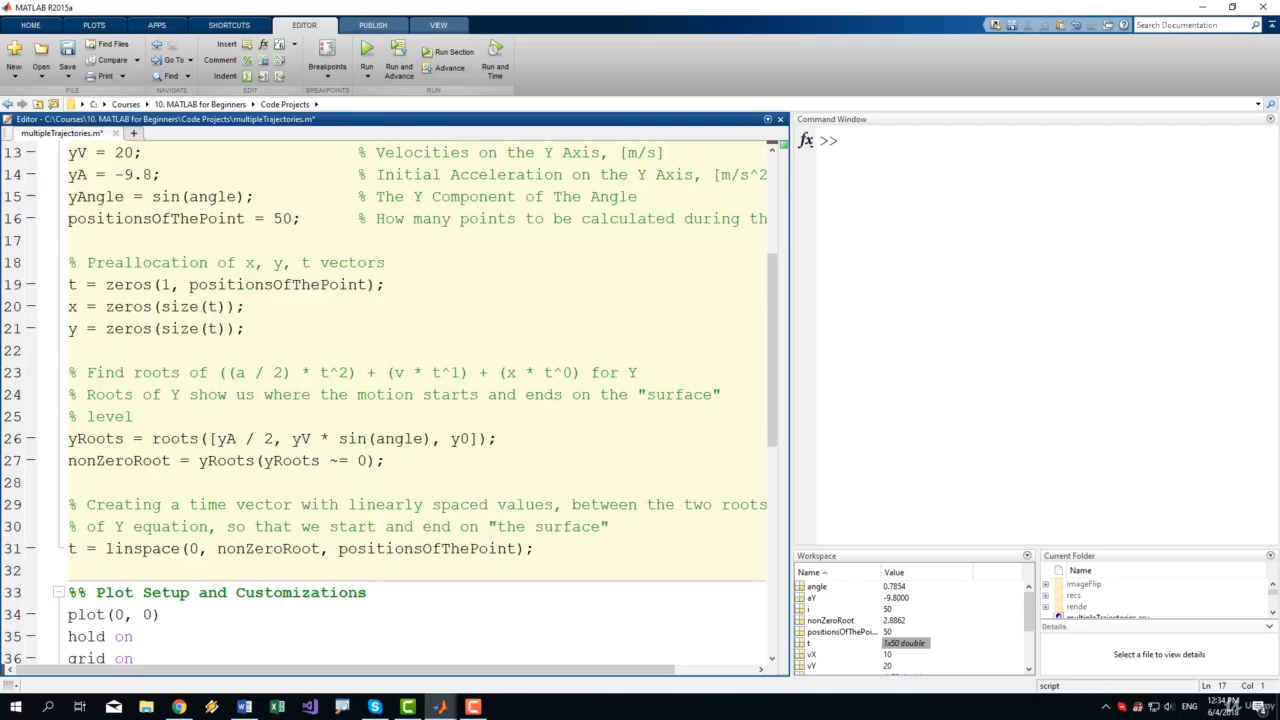 MATLAB R2015a
HOME PLOTS APPS SHORTCUTS EDITOR PUBLISH VIEW Search Documentation
New Open Save Find Files Compare Print Go To Find Insert Comment Indent Breakpoints Run Run and Advance Run Section Advance Run and Time
FILE NAVIGATE EDIT BREAKPOINTS RUN
C: Courses 10. MATLAB for Beginners Code Projects
Editor - C:\Courses\10. MATLAB for Beginners\Code Projects\multipleTrajectories.m*
multipleTrajectories.m*
13 yV = 20; % Velocities on the Y Axis, [m/s]
14 yA = -9.8; % Initial Acceleration on the Y Axis, [m/s^2
15 yAngle = sin(angle); % The Y Component of The Angle
16 positionsOfThePoint = 50; % How many points to be calculated during th
17
18 % Preallocation of x, y, t vectors
19 t = zeros(1, positionsOfThePoint);
20 x = zeros(size(t));
21 y = zeros(size(t));
22
23 % Find roots of ((a / 2) * t^2) + (v * t^1) + (x * t^0) for Y
24 % Roots of Y show us where the motion starts and ends on the "surface"
25 % level
26 yRoots = roots([yA / 2, yV * sin(angle), y0]);
27 nonZeroRoot = yRoots(yRoots ~= 0);
28
29 % Creating a time vector with linearly spaced values, between the two roots
30 % of Y equation, so that we start and end on "the surface"
31 t = linspace(0, nonZeroRoot, positionsOfThePoint);
32
33 %% Plot Setup and Customizations
34 plot(0, 0)
35 hold on
36 grid on
Command Window
fx >>
Workspace
Name Value
angle 0.7854
aY -9.8000
i 50
nonZeroRoot 2.8862
positionsOfThePoi... 50
t 1x50 double
vX 10
vY 20
Current Folder
Name
imageFlip
recs
rende
Details
Select a file to view details
script Ln 17 Col 1
ENG 12:34 PM 6/4/2018